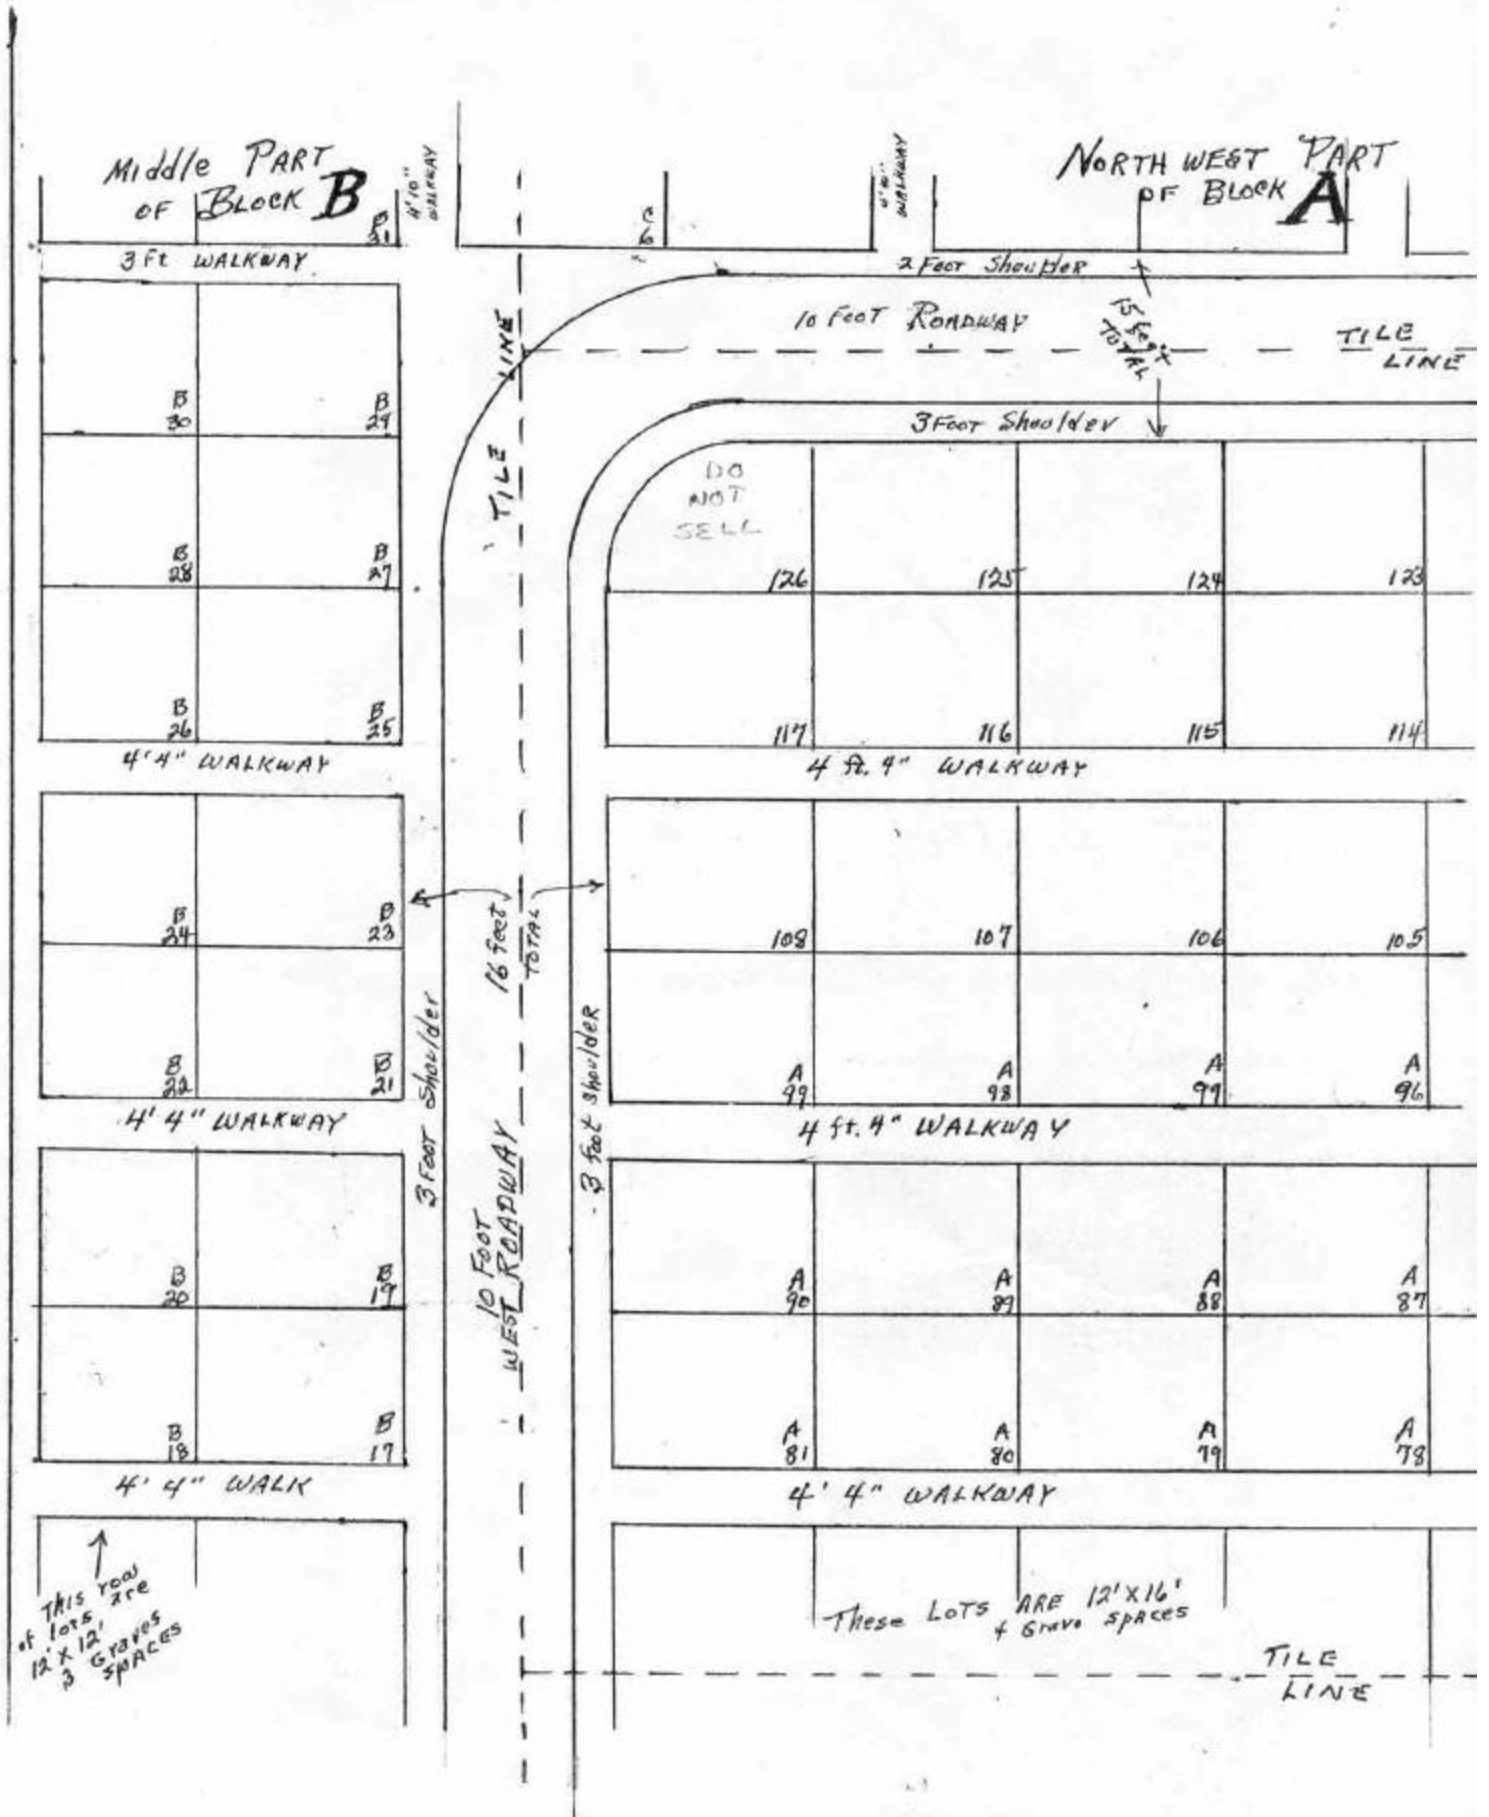 Middle PART
OF BLOCK B
B
31
4'10"
WALKWAY
C
6
4'10"
WALKWAY
NORTH WEST PART
OF BLOCK A
3 Ft WALKWAY
2 Foot Shoulder
10 FOOT ROADWAY
15 feet
TOTAL
TILE
LINE
TILE LINE
3 Foot Shoulder
B
30
B
29
DO
NOT
SELL
B
28
B
27
126
125
124
123
B
26
B
25
117
116
115
114
4'4" WALKWAY
4 ft. 4" WALKWAY
B
24
B
23
16 feet
TOTAL
108
107
106
105
B
22
B
21
3 FOOT Shoulder
3 foot shoulder
A
99
A
98
A
97
A
96
4'4" WALKWAY
4 ft. 4" WALKWAY
10 FOOT
WEST ROADWAY
B
20
B
19
A
90
A
89
A
88
A
87
B
18
B
17
A
81
A
80
A
79
A
78
4' 4" WALK
4' 4" WALKWAY
THIS row
of lots are
12'X12'
3 Graves
SPACES
These LOTS ARE 12'X16'
4 Grave spaces
TILE
LINE